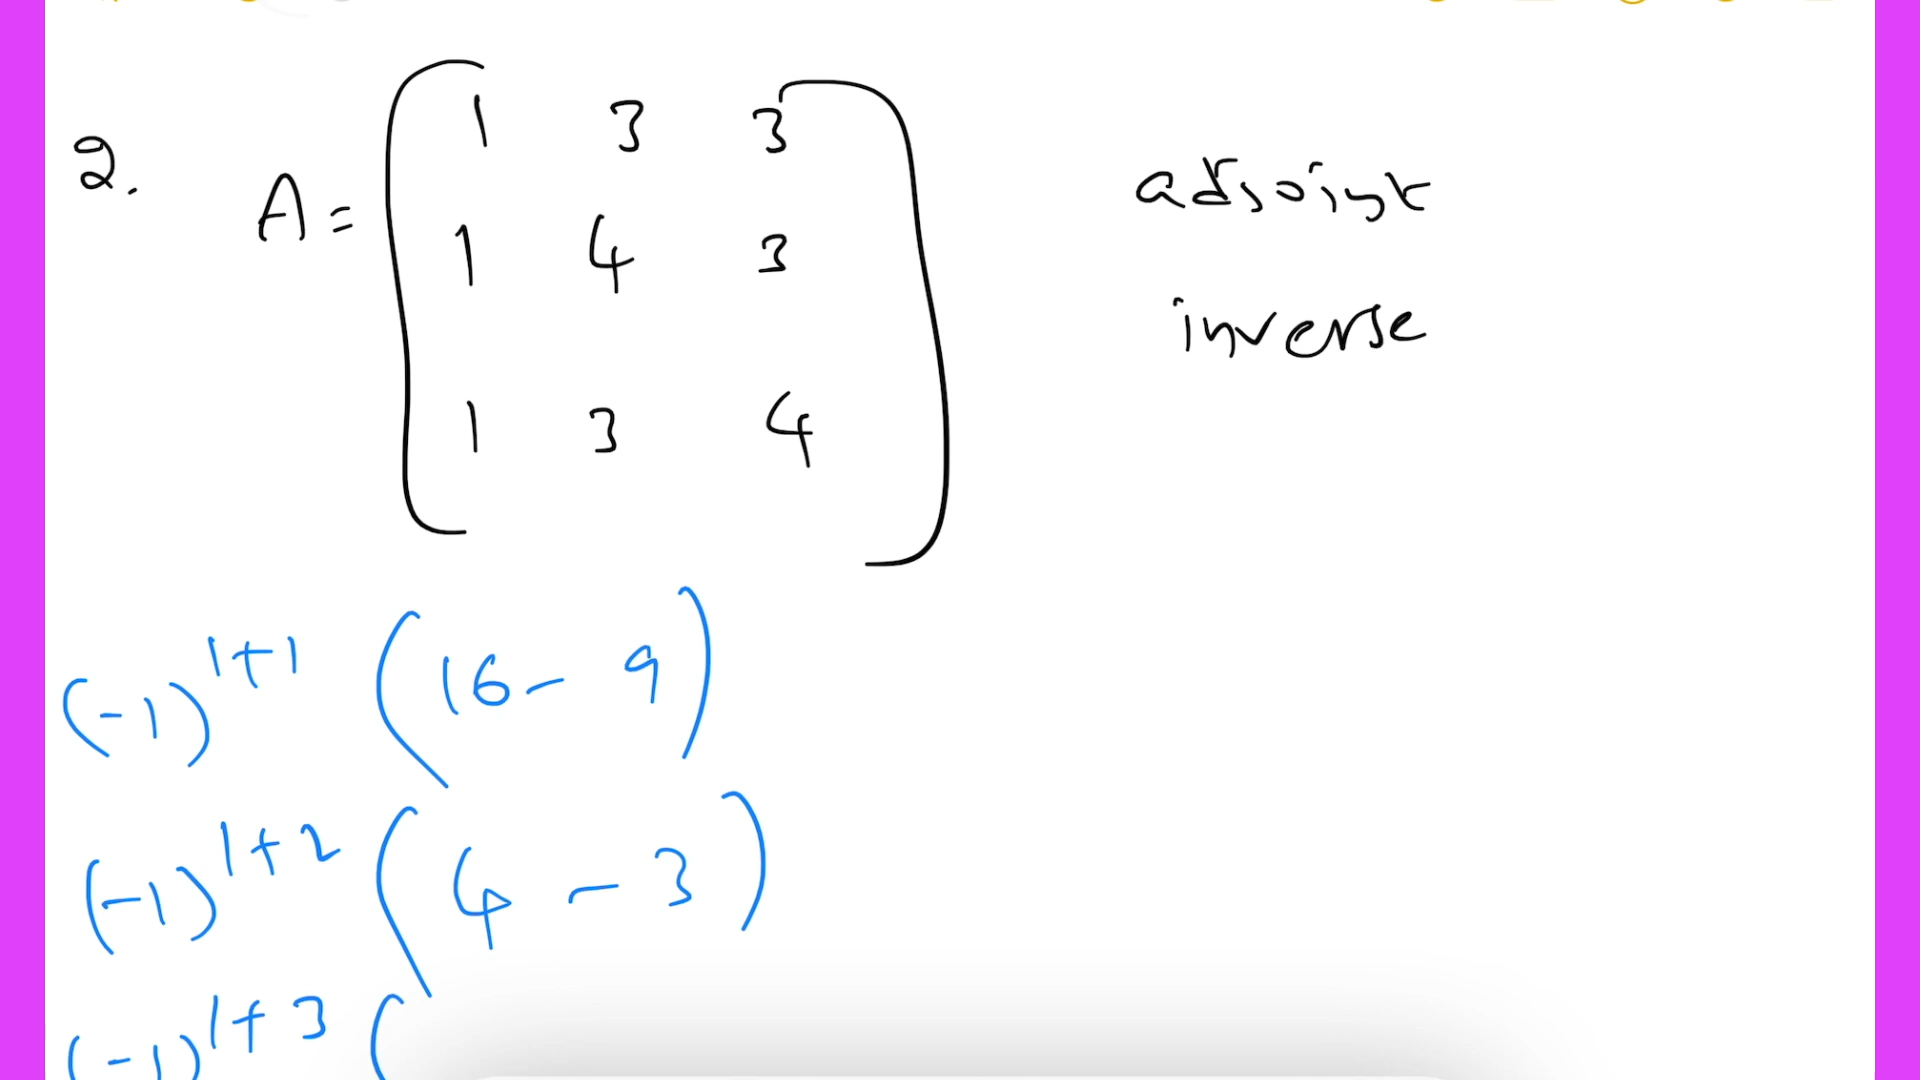 2. A = ( 1 3 3
1 4 3
1 3 4 )
adjoint
inverse
(-1)^1+1 (16 - 9)
(-1)^1+2 (4 - 3)
(-1)^1+3 (